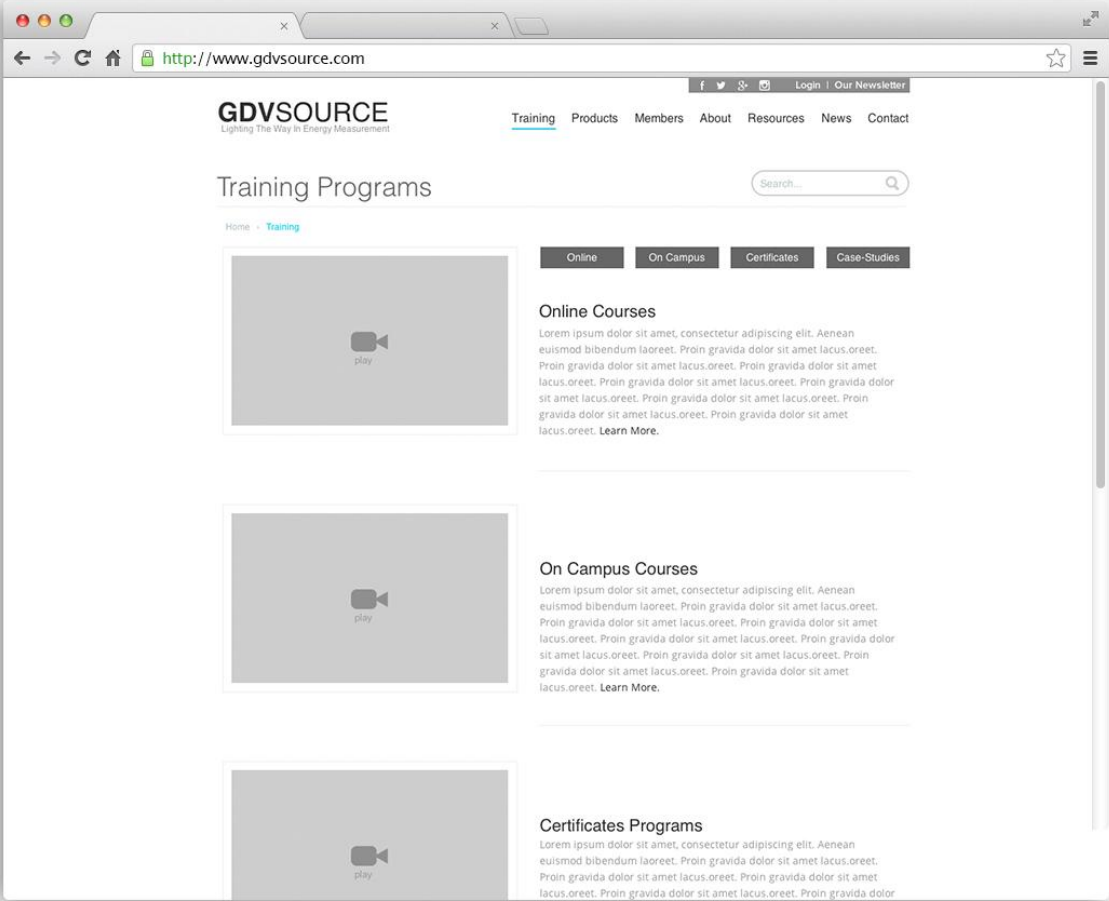 http://www.gdvsource.com
Login | Our Newsletter
GDVSOURCE
Lighting The Way In Energy Measurement
Training Products Members About Resources News Contact
Training Programs
Search...
Home › Training
Online On Campus Certificates Case-Studies
play
Online Courses
Lorem ipsum dolor sit amet, consectetur adipiscing elit. Aenean
euismod bibendum laoreet. Proin gravida dolor sit amet lacus.oreet.
Proin gravida dolor sit amet lacus.oreet. Proin gravida dolor sit amet
lacus.oreet. Proin gravida dolor sit amet lacus.oreet. Proin gravida dolor
sit amet lacus.oreet. Proin gravida dolor sit amet lacus.oreet. Proin
gravida dolor sit amet lacus.oreet. Proin gravida dolor sit amet
lacus.oreet. Learn More.
play
On Campus Courses
Lorem ipsum dolor sit amet, consectetur adipiscing elit. Aenean
euismod bibendum laoreet. Proin gravida dolor sit amet lacus.oreet.
Proin gravida dolor sit amet lacus.oreet. Proin gravida dolor sit amet
lacus.oreet. Proin gravida dolor sit amet lacus.oreet. Proin gravida dolor
sit amet lacus.oreet. Proin gravida dolor sit amet lacus.oreet. Proin
gravida dolor sit amet lacus.oreet. Proin gravida dolor sit amet
lacus.oreet. Learn More.
play
Certificates Programs
Lorem ipsum dolor sit amet, consectetur adipiscing elit. Aenean
euismod bibendum laoreet. Proin gravida dolor sit amet lacus.oreet.
Proin gravida dolor sit amet lacus.oreet. Proin gravida dolor sit amet
lacus.oreet. Proin gravida dolor sit amet lacus.oreet. Proin gravida dolor